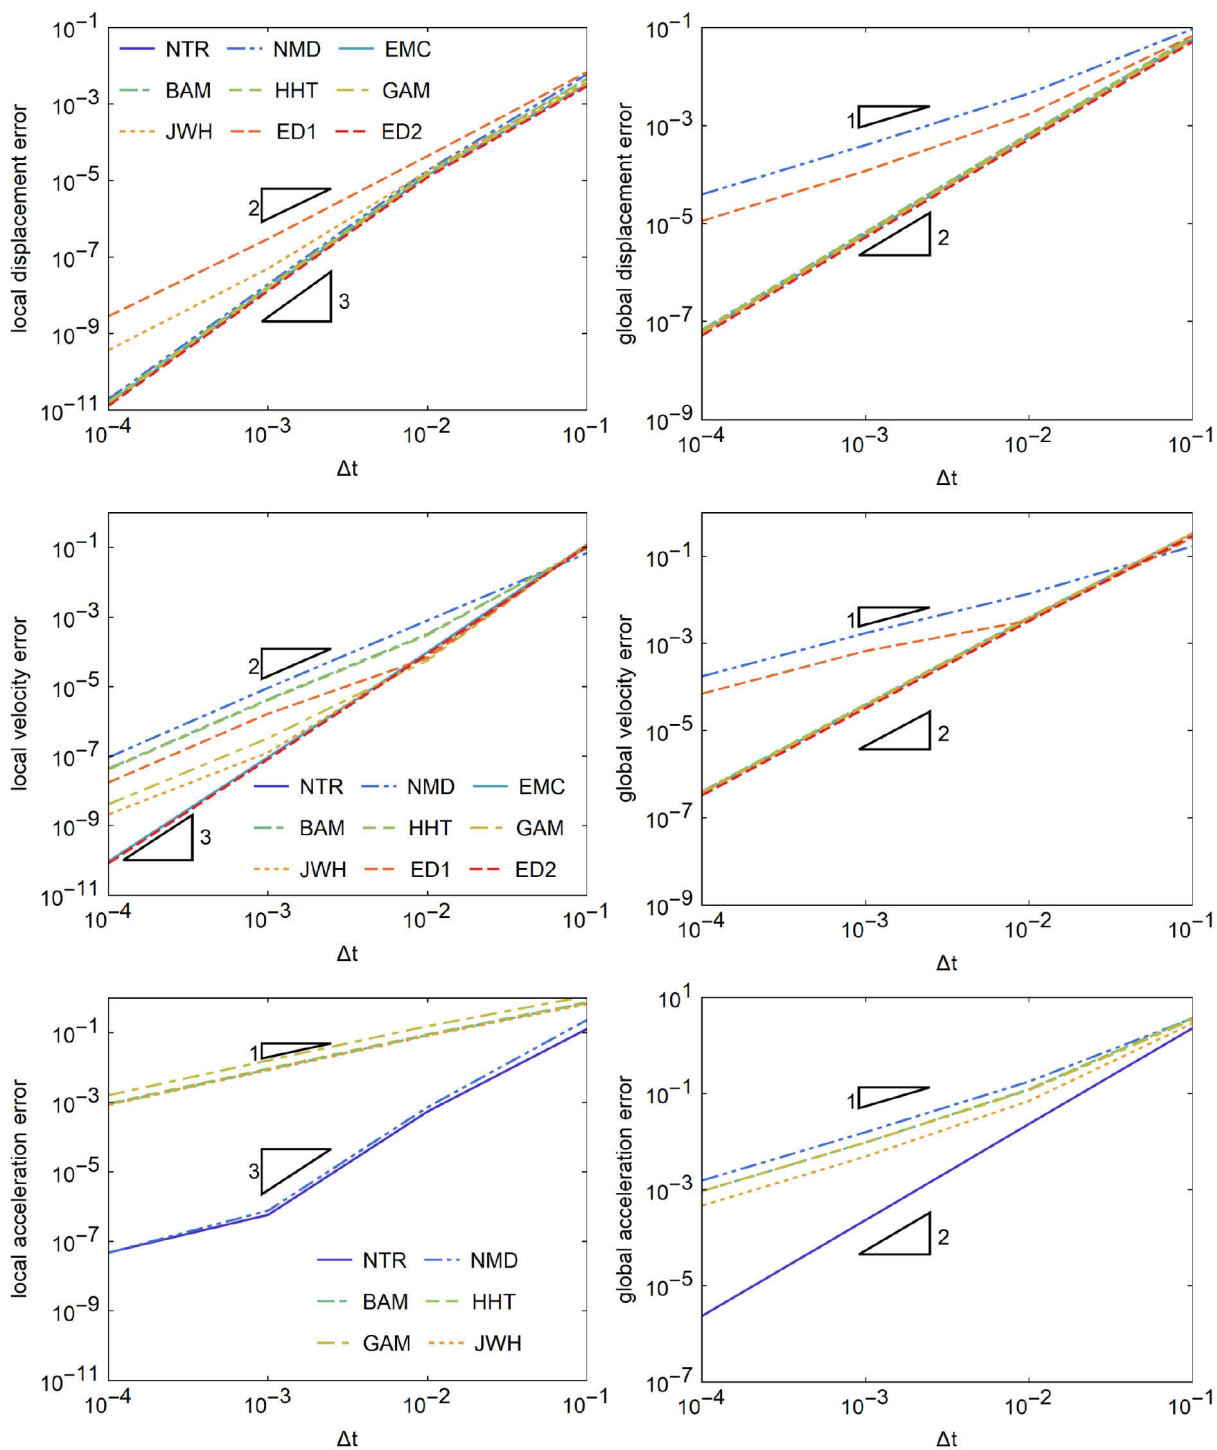 10⁻¹
10⁻³
10⁻⁵
10⁻⁷
10⁻⁹
10⁻¹¹
local displacement error
NTR NMD EMC
BAM HHT GAM
JWH ED1 ED2
2
3
10⁻⁴ 10⁻³ 10⁻² 10⁻¹
Δt
10⁻¹
10⁻³
10⁻⁵
10⁻⁷
10⁻⁹
global displacement error
1
2
10⁻⁴ 10⁻³ 10⁻² 10⁻¹
Δt
10⁻¹
10⁻³
10⁻⁵
10⁻⁷
10⁻⁹
10⁻¹¹
local velocity error
2
3
NTR NMD EMC
BAM HHT GAM
JWH ED1 ED2
10⁻⁴ 10⁻³ 10⁻² 10⁻¹
Δt
10⁻¹
10⁻³
10⁻⁵
10⁻⁷
10⁻⁹
global velocity error
1
2
10⁻⁴ 10⁻³ 10⁻² 10⁻¹
Δt
10⁻¹
10⁻³
10⁻⁵
10⁻⁷
10⁻⁹
10⁻¹¹
local acceleration error
1
3
NTR NMD
BAM HHT
GAM JWH
10⁻⁴ 10⁻³ 10⁻² 10⁻¹
Δt
10¹
10⁻¹
10⁻³
10⁻⁵
10⁻⁷
global acceleration error
1
2
10⁻⁴ 10⁻³ 10⁻² 10⁻¹
Δt